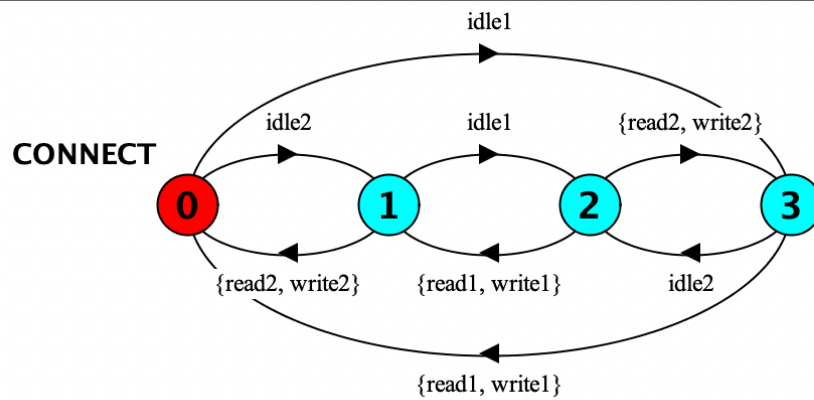 idle1
idle2
idle1
{read2, write2}
CONNECT
0
1
2
3
{read2, write2}
{read1, write1}
idle2
{read1, write1}